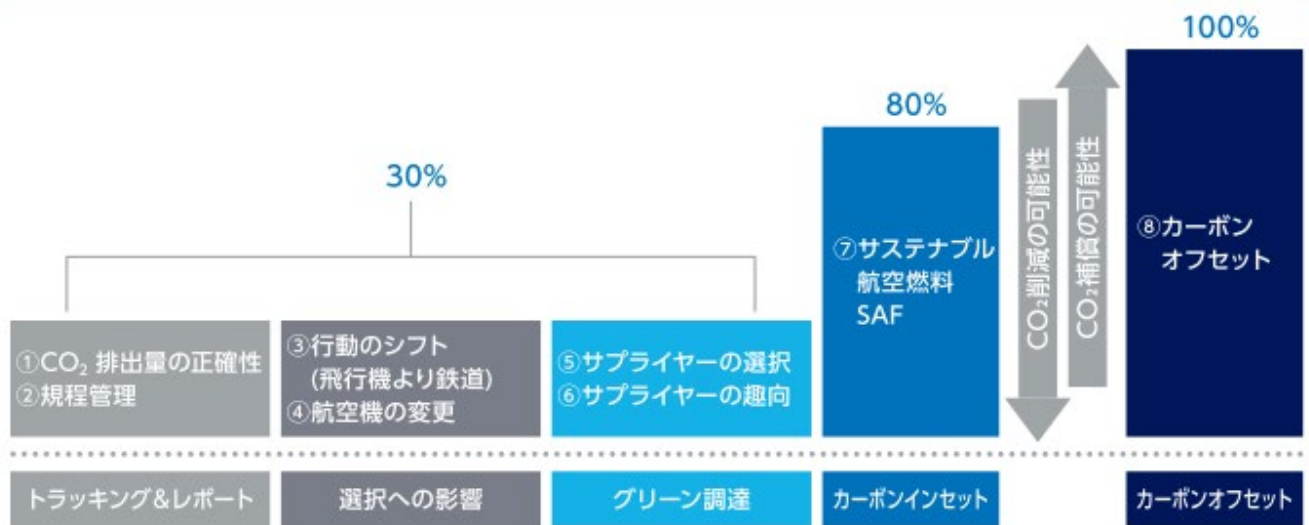 100%
80%
30%
①CO₂ 排出量の正確性
②規程管理
③行動のシフト
(飛行機より鉄道)
④航空機の変更
⑤サプライヤーの選択
⑥サプライヤーの趣向
⑦サステナブル
航空燃料
SAF
CO₂削減の可能性
CO₂補償の可能性
⑧カーボン
オフセット
トラッキング&レポート
選択への影響
グリーン調達
カーボンインセット
カーボンオフセット